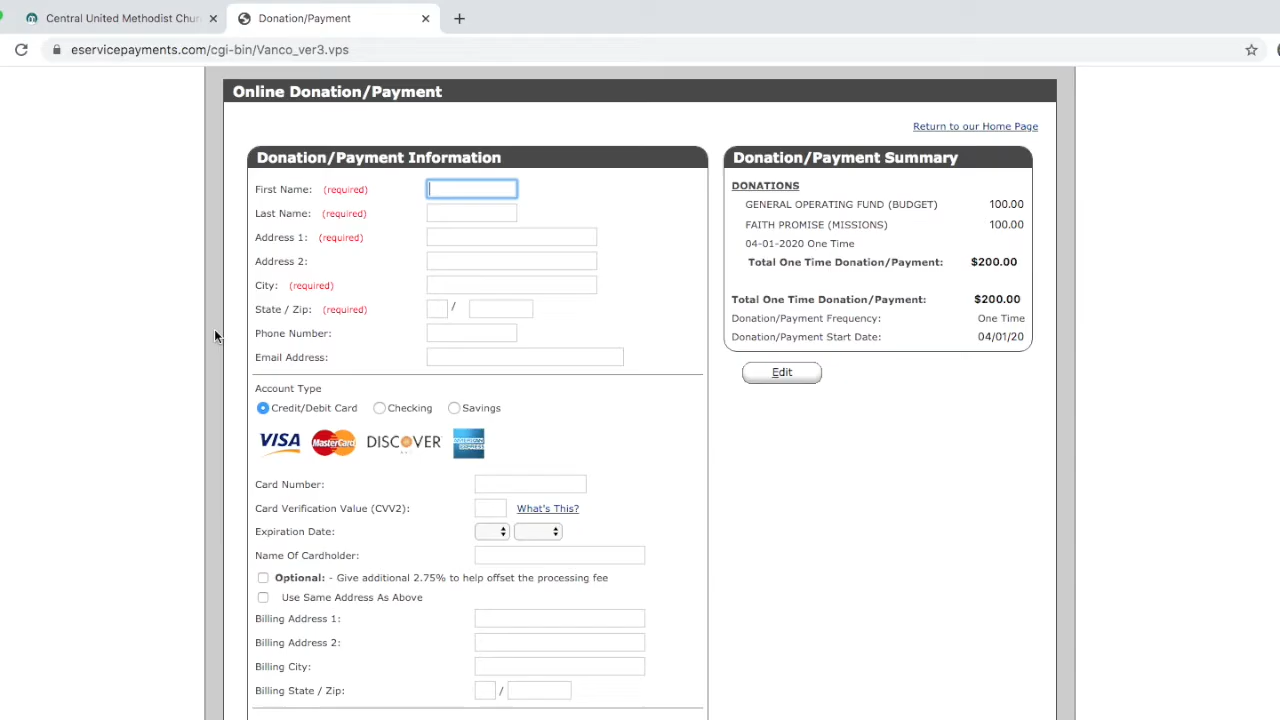 Central United Methodist Chur
Donation/Payment
eservicepayments.com/cgi-bin/Vanco_ver3.vps
Online Donation/Payment
Return to our Home Page
Donation/Payment Information
First Name: (required)
Last Name: (required)
Address 1: (required)
Address 2:
City: (required)
State / Zip: (required) /
Phone Number:
Email Address:
Account Type
Credit/Debit Card Checking Savings
VISA MasterCard DISCOVER AMERICAN EXPRESS
Card Number:
Card Verification Value (CVV2): What's This?
Expiration Date:
Name Of Cardholder:
Optional: - Give additional 2.75% to help offset the processing fee
Use Same Address As Above
Billing Address 1:
Billing Address 2:
Billing City:
Billing State / Zip: /
Donation/Payment Summary
DONATIONS
GENERAL OPERATING FUND (BUDGET) 100.00
FAITH PROMISE (MISSIONS) 100.00
04-01-2020 One Time
Total One Time Donation/Payment: $200.00
Total One Time Donation/Payment: $200.00
Donation/Payment Frequency: One Time
Donation/Payment Start Date: 04/01/20
Edit